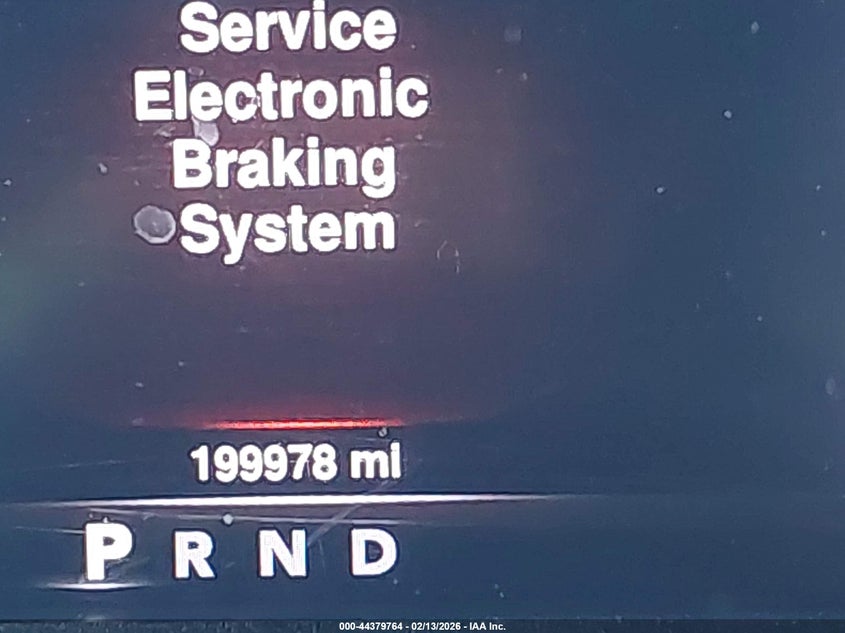 Service
Electronic
Braking
System
199978 mi
P R N D
000-44379764 - 02/13/2026 - IAA Inc.